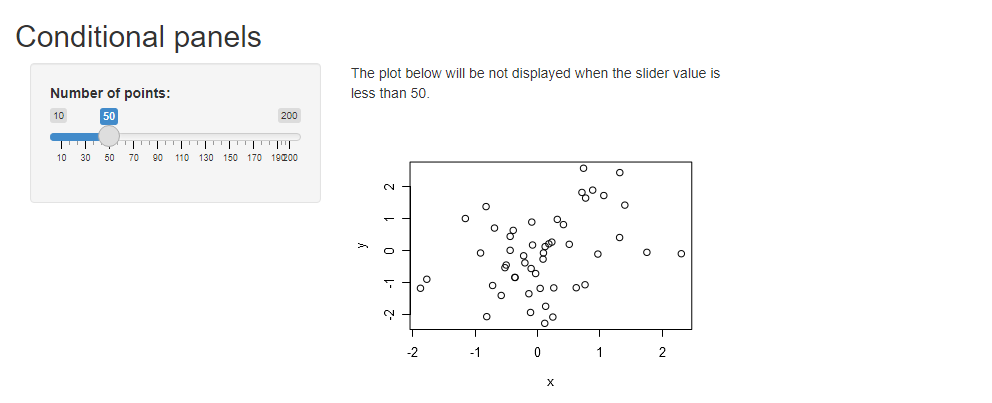 Conditional panels
Number of points:
10 50 200
10 30 50 70 90 110 130 150 170 190200
The plot below will be not displayed when the slider value is
less than 50.
2
1
0
-1
-2
y
-2 -1 0 1 2
x